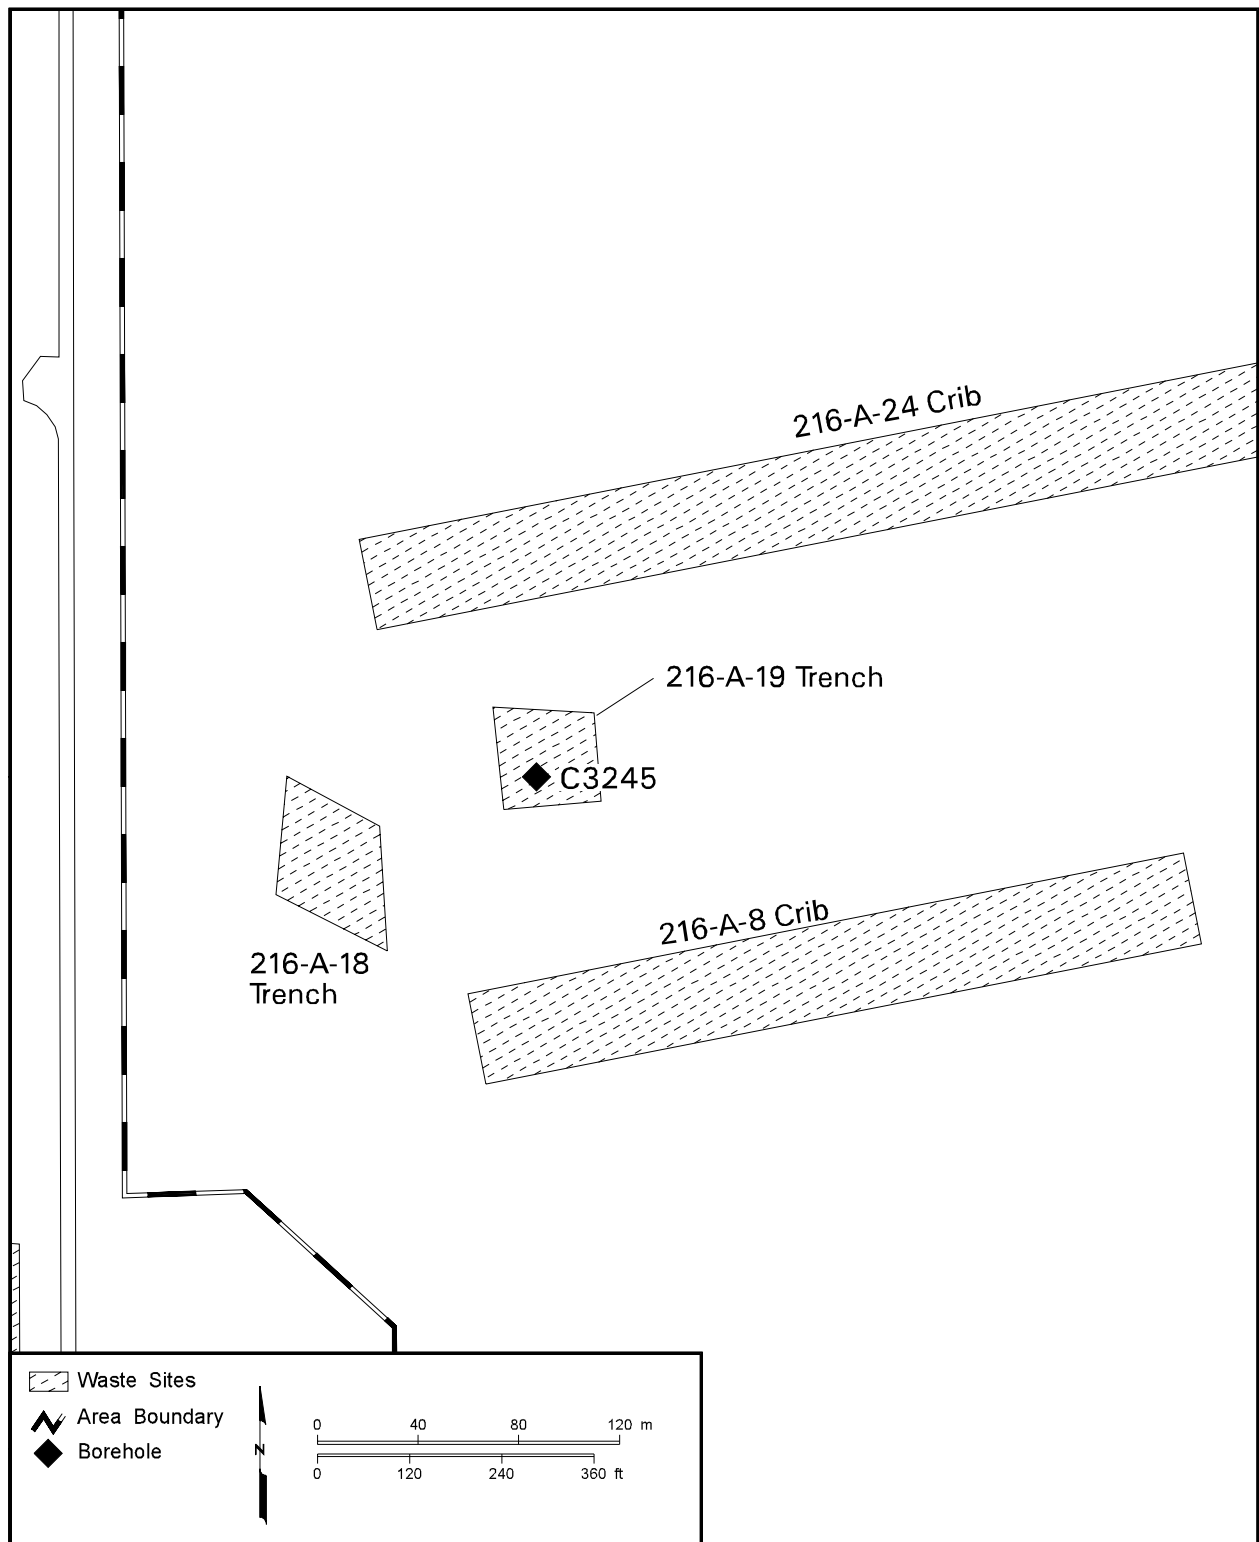 216-A-24 Crib
216-A-19 Trench
C3245
216-A-8 Crib
216-A-18
Trench
Waste Sites
Area Boundary
Borehole
N
0 40 80 120 m
0 120 240 360 ft